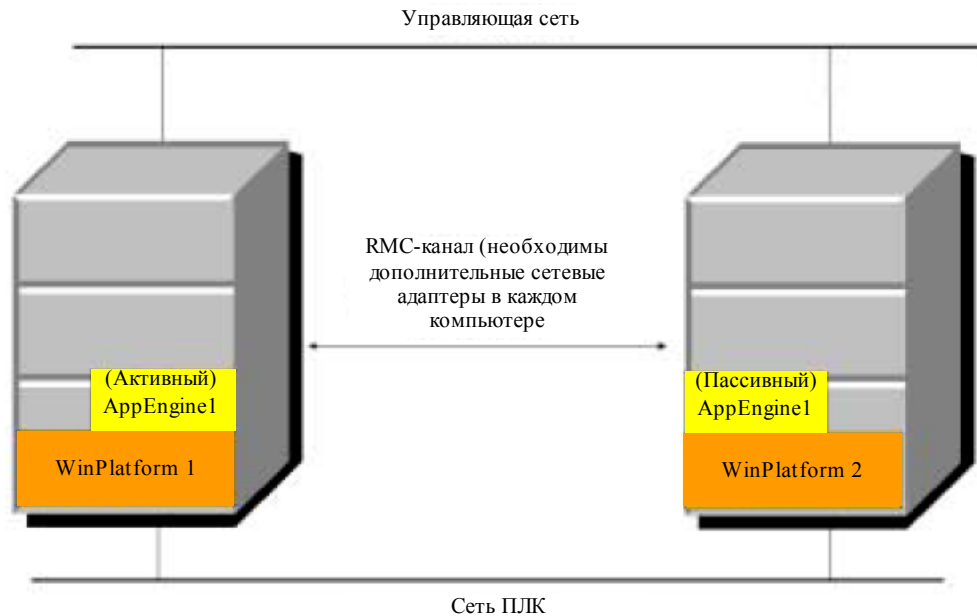 Управляющая сеть
RMC-канал (необходимы
дополнительные сетевые
адаптеры в каждом
компьютере
(Активный)
AppEngine1
WinPlatform 1
(Пассивный)
AppEngine1
WinPlatform 2
Сеть ПЛК